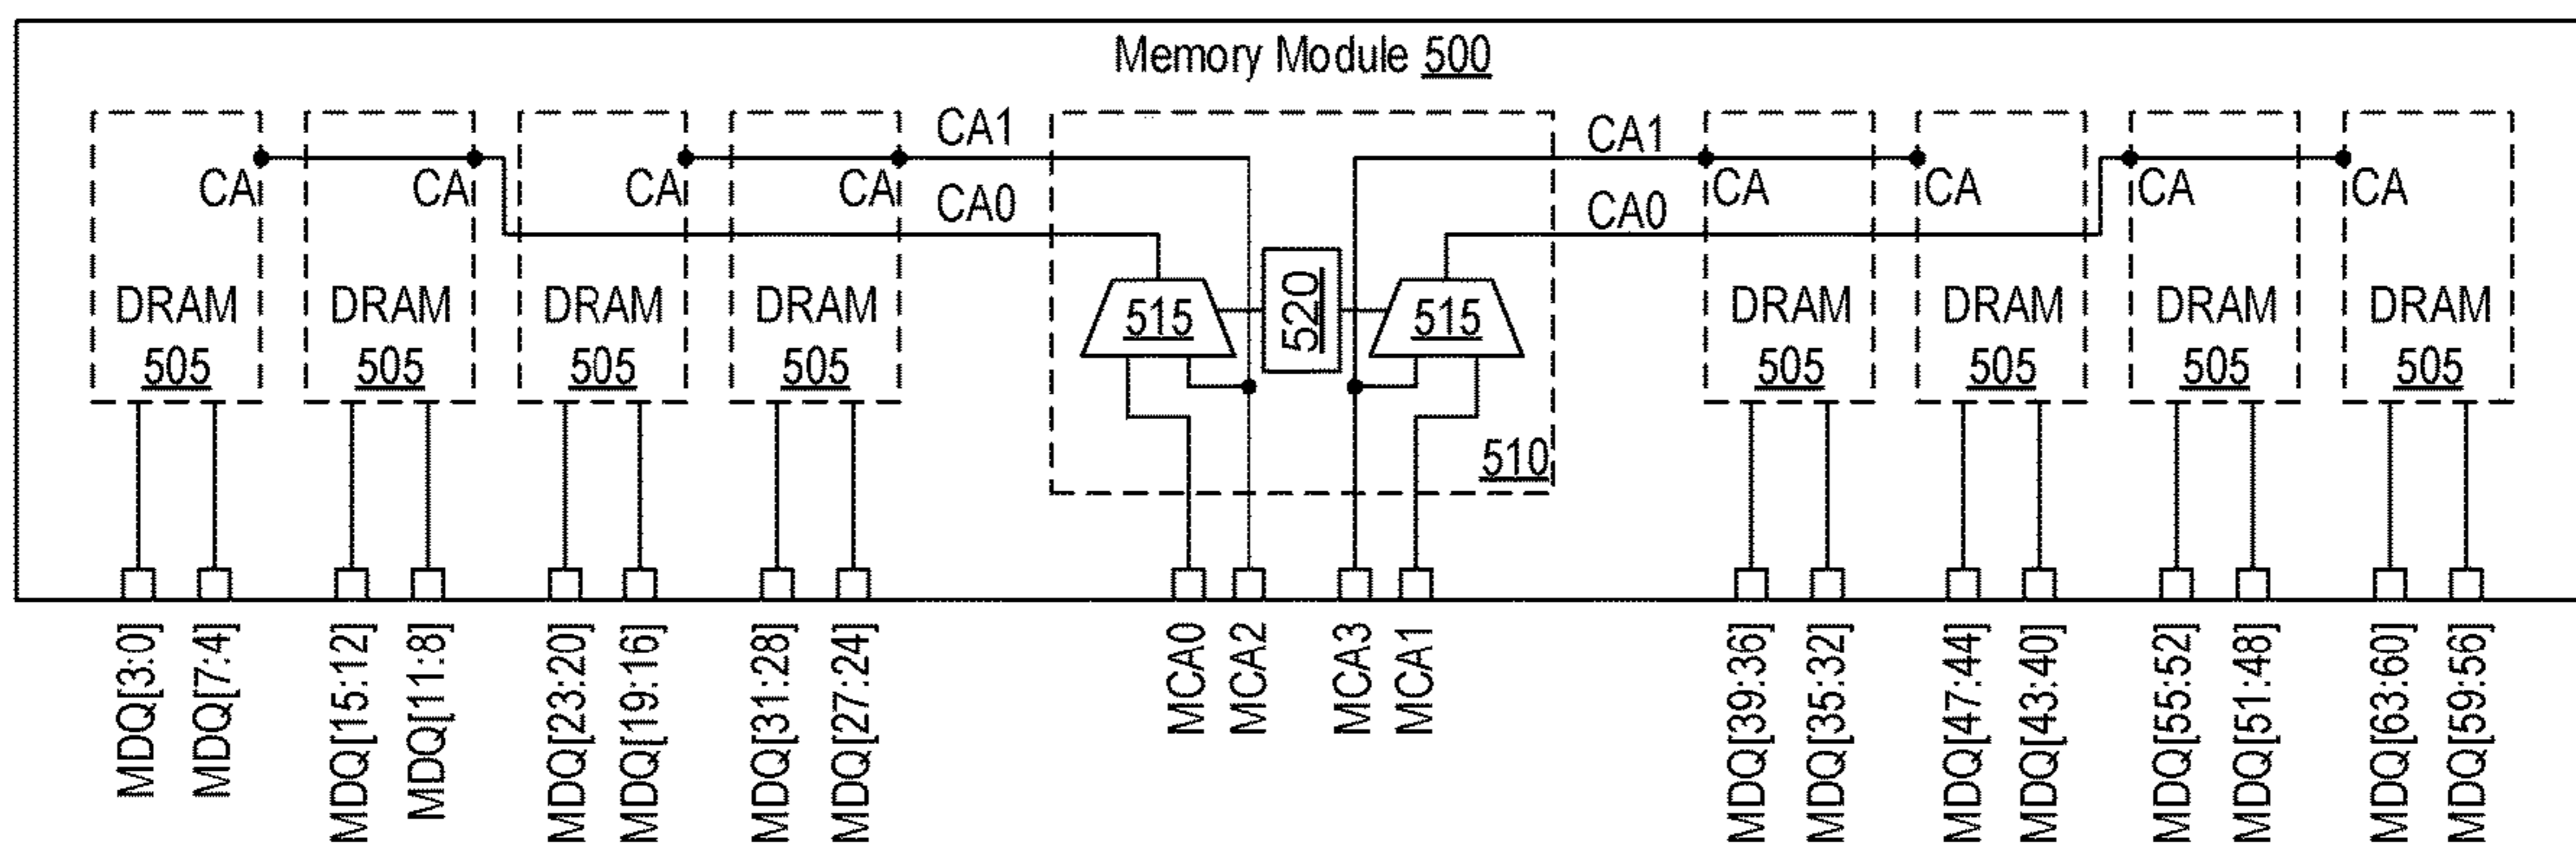 Memory Module 500
CA1
CA1
CA CA CA CA CA CA CA CA
CA0
CA0
DRAM DRAM DRAM DRAM DRAM DRAM DRAM DRAM
515 520 515
505 505 505 505 505 505 505 505
510
MDQ[3:0]
MDQ[7:4]
MDQ[15:12]
MDQ[11:8]
MDQ[23:20]
MDQ[19:16]
MDQ[31:28]
MDQ[27:24]
MCA0
MCA2
MCA3
MCA1
MDQ[39:36]
MDQ[35:32]
MDQ[47:44]
MDQ[43:40]
MDQ[55:52]
MDQ[51:48]
MDQ[63:60]
MDQ[59:56]